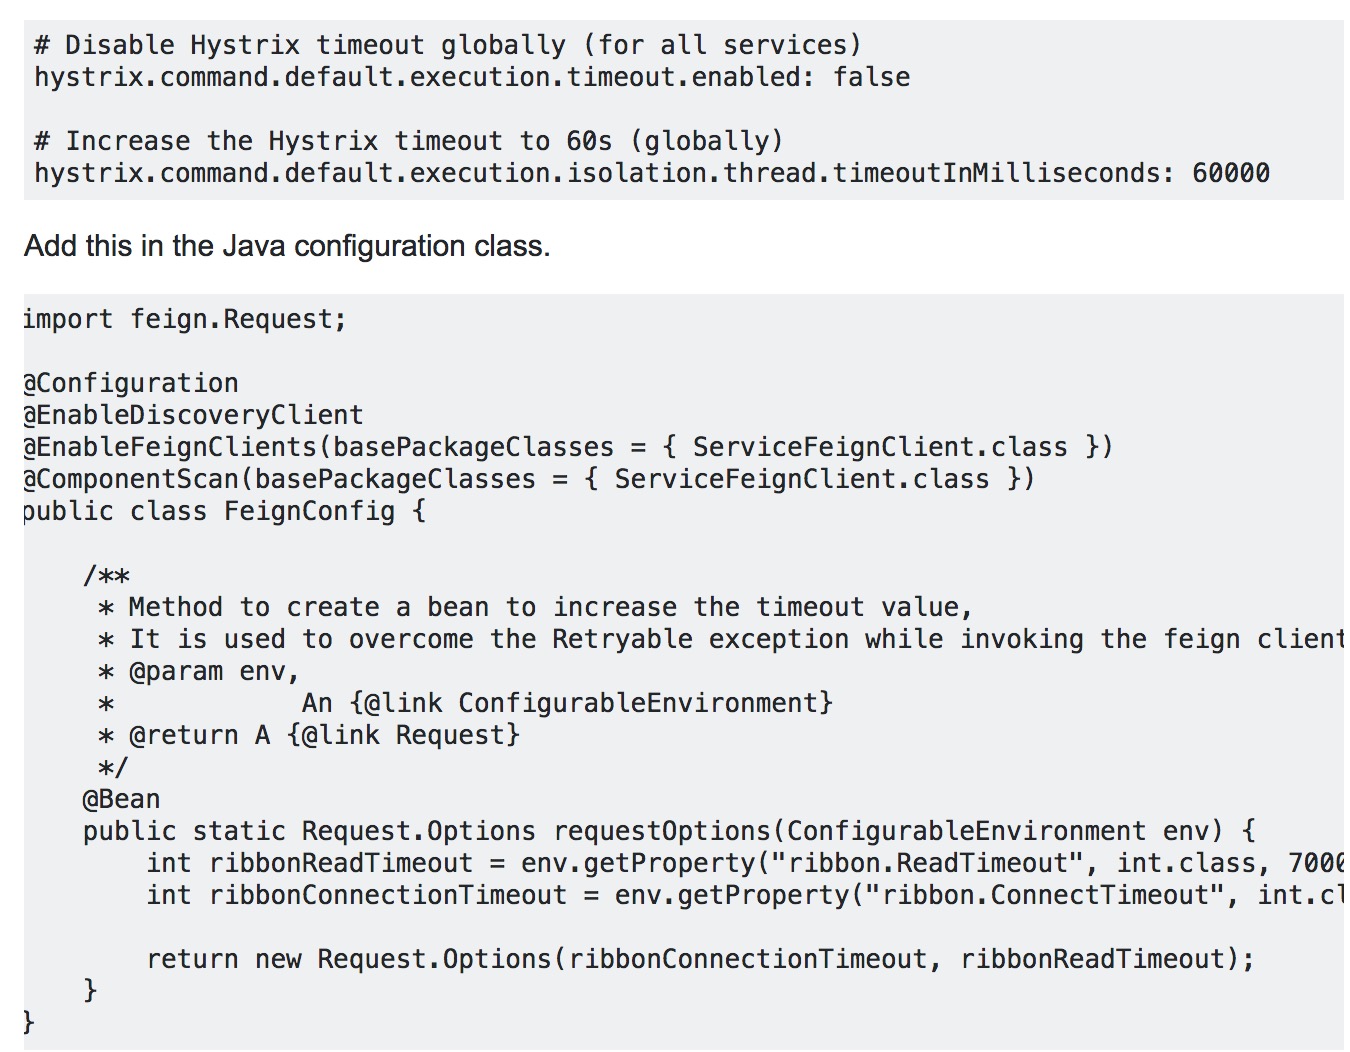 # Disable Hystrix timeout globally (for all services)
hystrix.command.default.execution.timeout.enabled: false
# Increase the Hystrix timeout to 60s (globally)
hystrix.command.default.execution.isolation.thread.timeoutInMilliseconds: 60000
Add this in the Java configuration class.
import feign.Request;
@Configuration
@EnableDiscoveryClient
@EnableFeignClients(basePackageClasses = { ServiceFeignClient.class })
@ComponentScan(basePackageClasses = { ServiceFeignClient.class })
public class FeignConfig {
/**
* Method to create a bean to increase the timeout value,
* It is used to overcome the Retryable exception while invoking the feign client
* @param env,
* An {@link ConfigurableEnvironment}
* @return A {@link Request}
*/
@Bean
public static Request.Options requestOptions(ConfigurableEnvironment env) {
int ribbonReadTimeout = env.getProperty("ribbon.ReadTimeout", int.class, 7000
int ribbonConnectionTimeout = env.getProperty("ribbon.ConnectTimeout", int.cl
return new Request.Options(ribbonConnectionTimeout, ribbonReadTimeout);
}
}